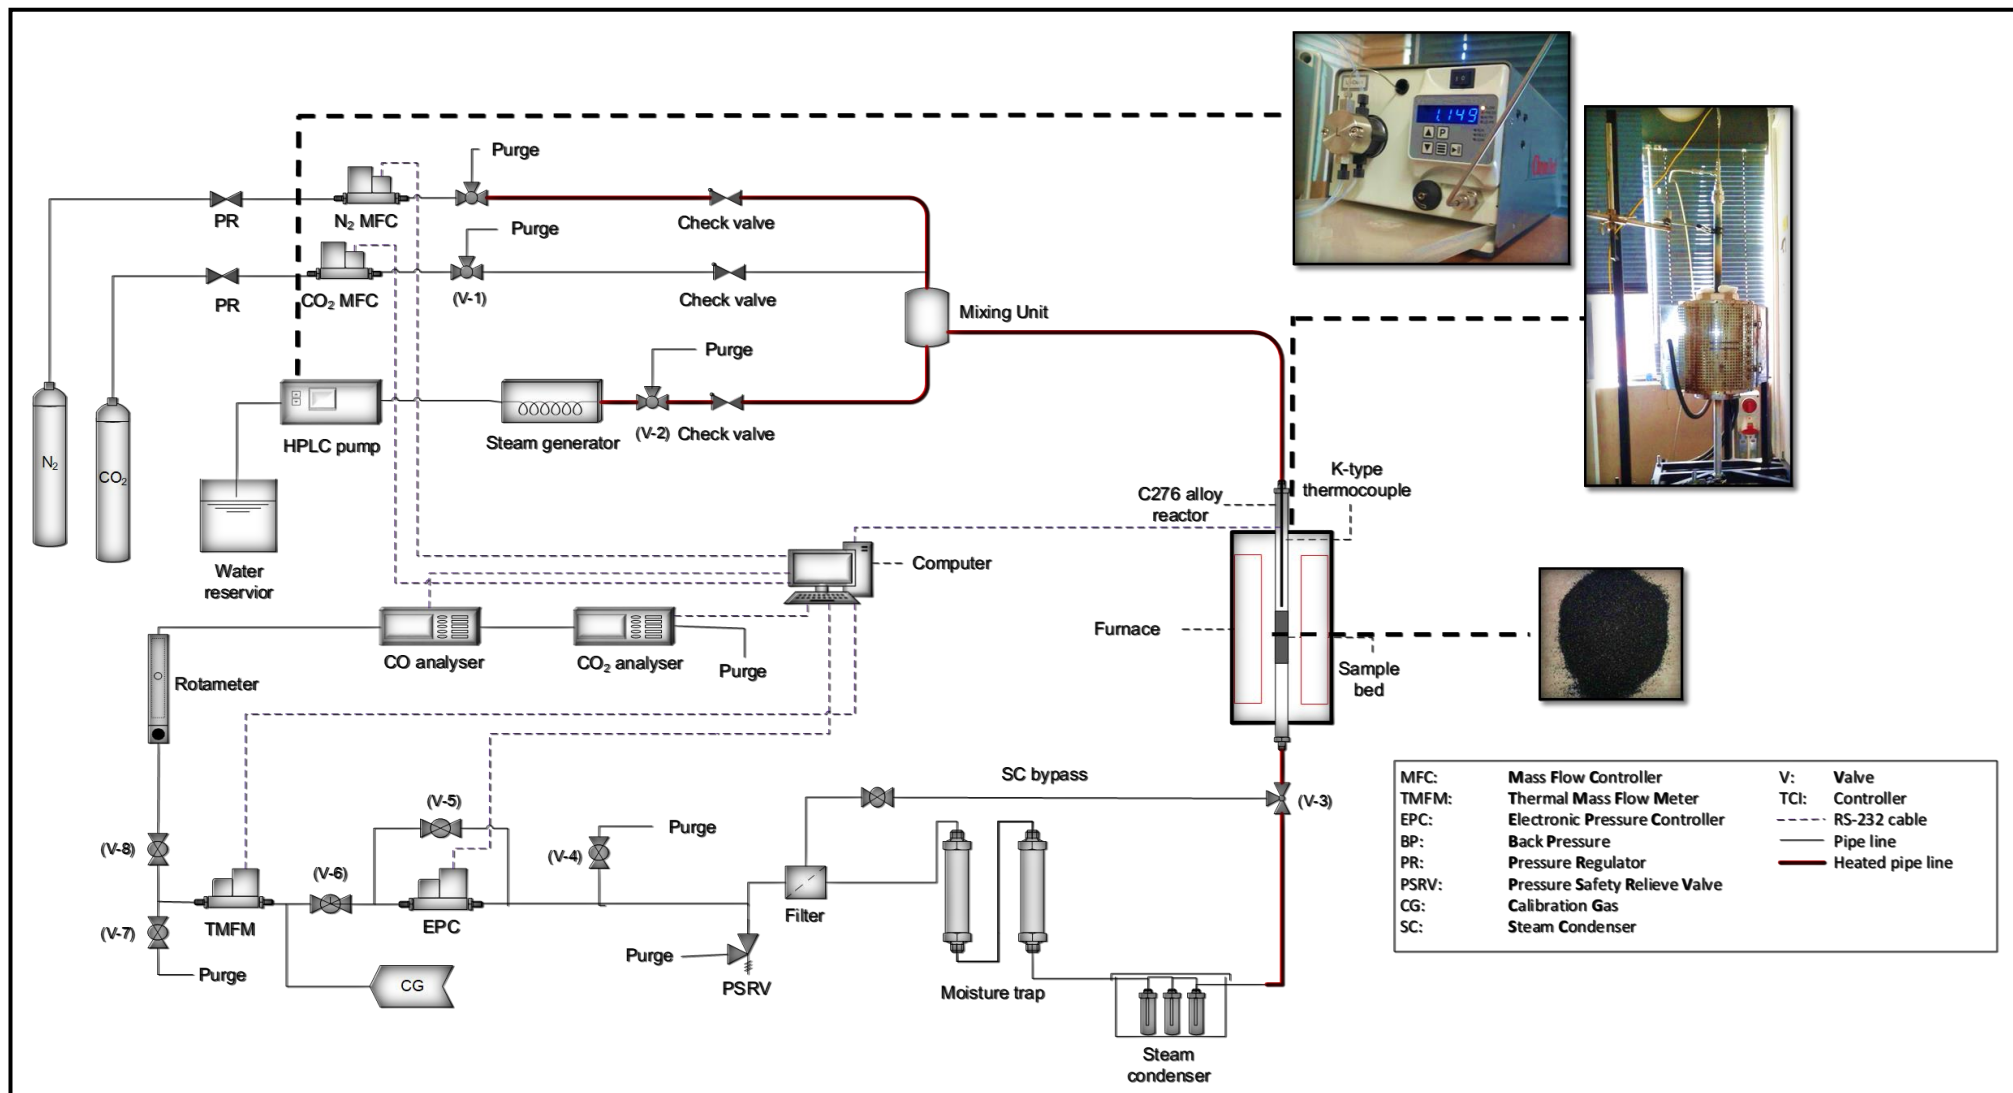 1.149
P
Purge
PR
N₂ MFC
Check valve
Purge
PR
CO₂ MFC
(V-1)
Check valve
Mixing Unit
Purge
HPLC pump
Steam generator
(V-2)
Check valve
N₂
CO₂
Water
reservior
K-type
thermocouple
C276 alloy
reactor
Computer
Furnace
Sample
bed
CO analyser
CO₂ analyser
Purge
Rotameter
SC bypass
(V-3)
(V-5)
Purge
(V-4)
(V-8)
(V-6)
TMFM
EPC
Filter
(V-7)
Purge
CG
Purge
PSRV
Moisture trap
Steam
condenser
MFC: Mass Flow Controller V: Valve
TMFM: Thermal Mass Flow Meter TCI: Controller
EPC: Electronic Pressure Controller RS-232 cable
BP: Back Pressure Pipe line
PR: Pressure Regulator Heated pipe line
PSRV: Pressure Safety Relieve Valve
CG: Calibration Gas
SC: Steam Condenser